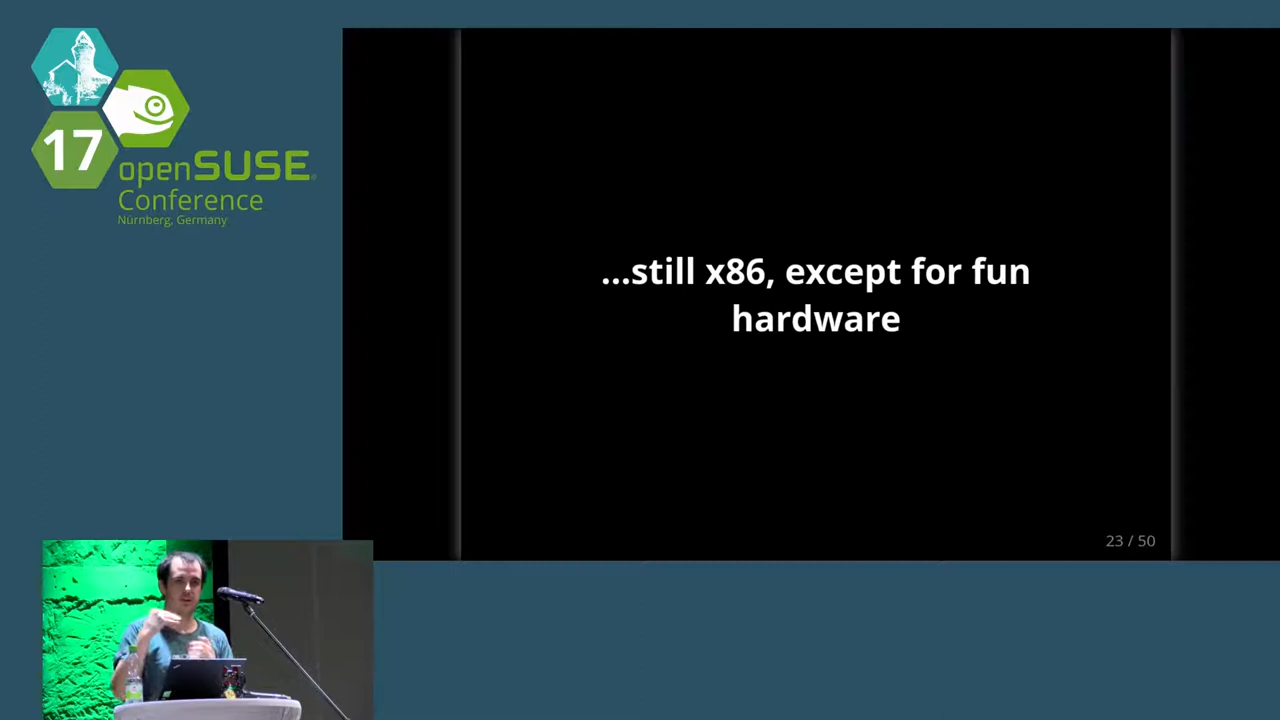 17
openSUSE
Conference
Nürnberg, Germany
...still x86, except for fun
hardware
23 / 50